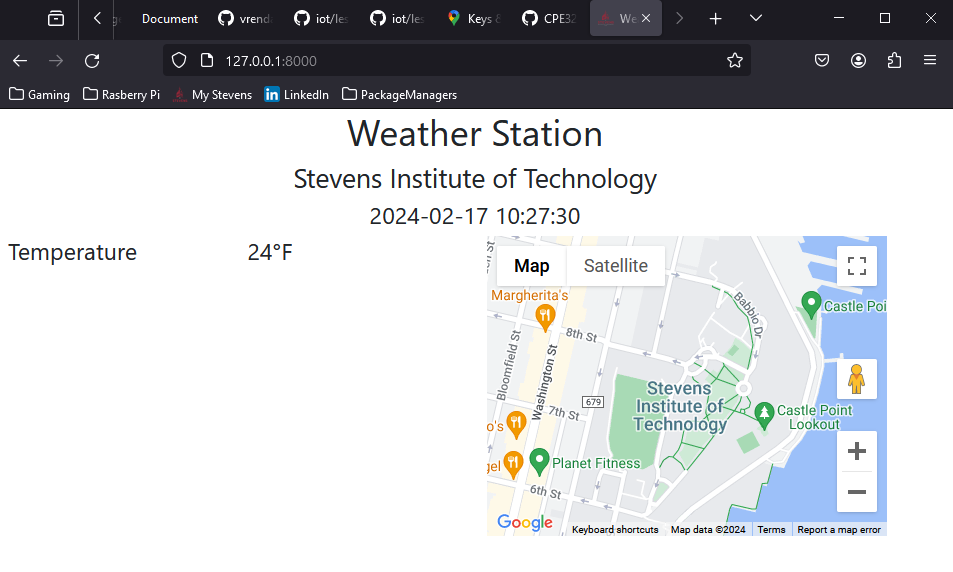 Document
vrend
iot/les
iot/les
Keys &
CPE32
We
127.0.0.1:8000
Gaming
Rasberry Pi
My Stevens
in LinkedIn
PackageManagers
Weather Station
Stevens Institute of Technology
2024-02-17 10:27:30
Temperature 24°F
Map Satellite
Margherita's
8th St
Babbio Dr
Castle Poi
Bloomfield St
Washington St
679
7th St
Stevens
Institute of
Technology
Castle Point
Lookout
o's
gel
Planet Fitness
6th St
Google
Keyboard shortcuts Map data ©2024 Terms Report a map error